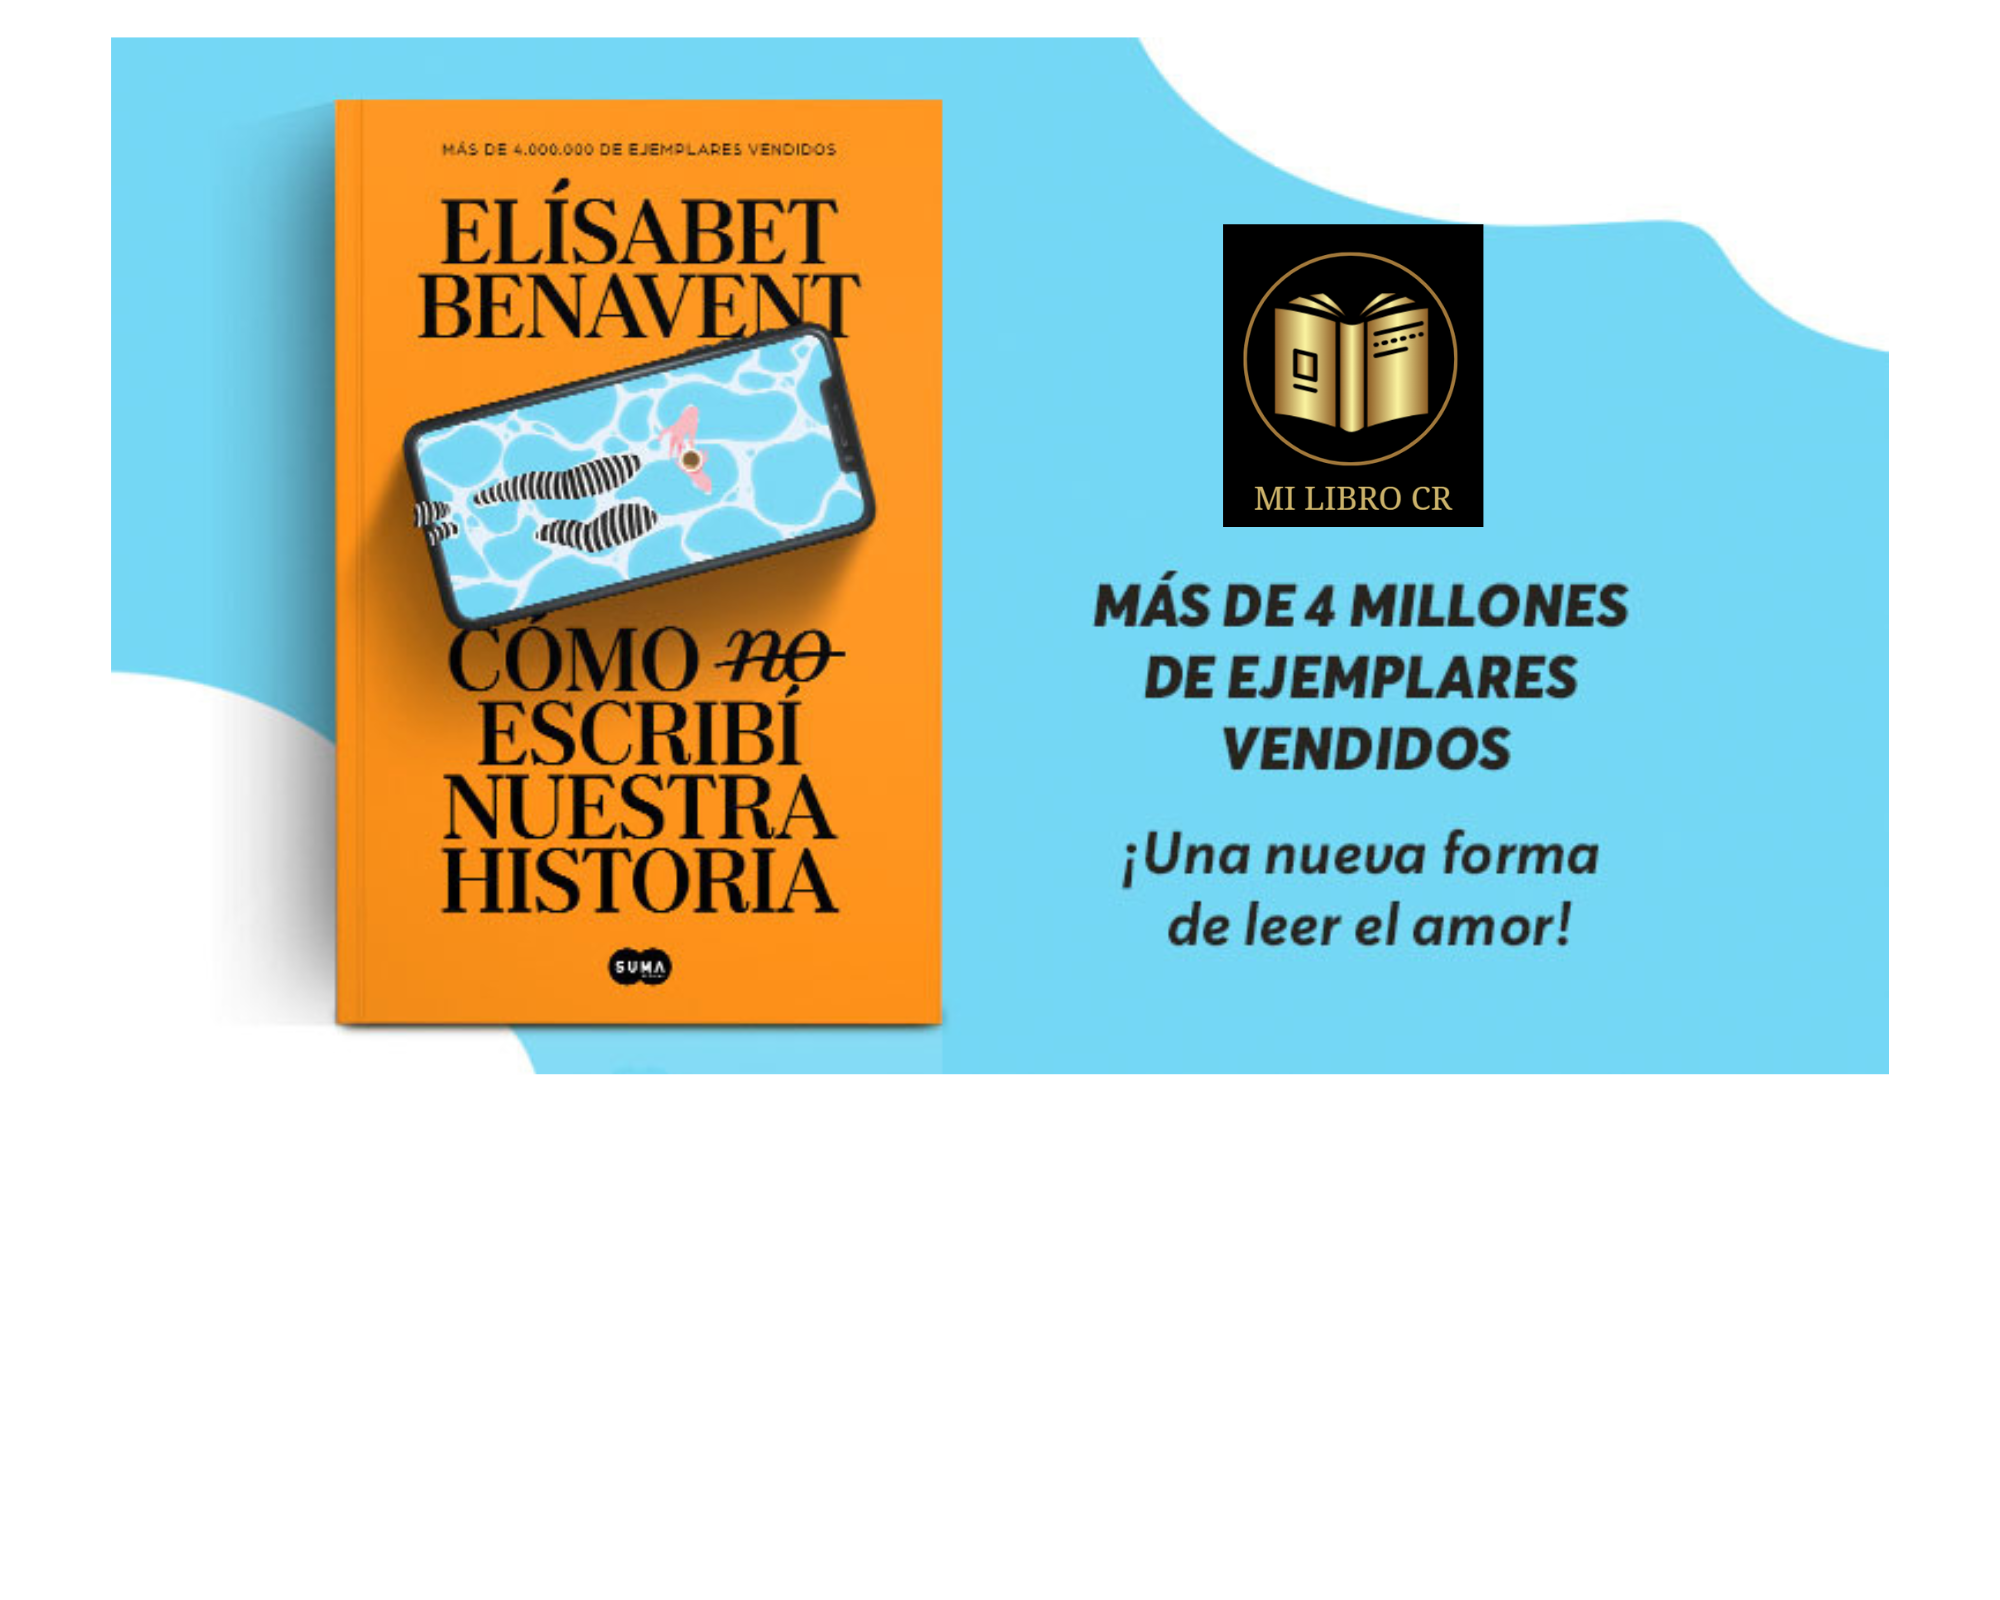 MÁS DE 4.000.000 DE EJEMPLARES VENDIDOS
ELÍSABET
BENAVENT
CÓMO no
ESCRIBÍ
NUESTRA
HISTORIA
SUMA
MI LIBRO CR
MÁS DE 4 MILLONES
DE EJEMPLARES
VENDIDOS
¡Una nueva forma
de leer el amor!